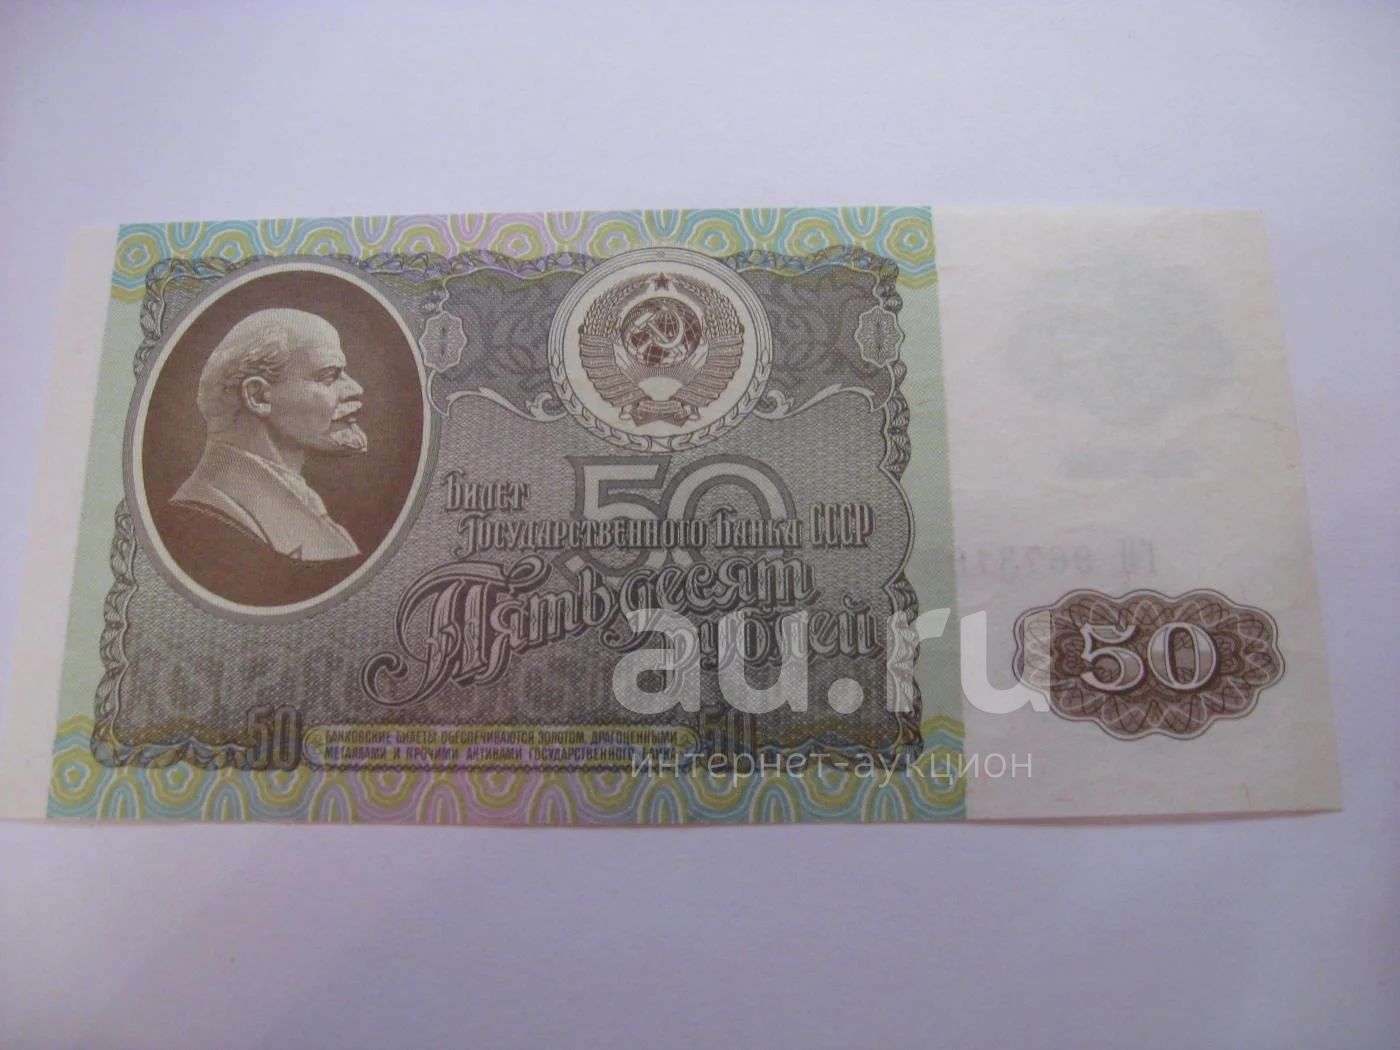 Билет
Государственного Банка СССР
50
Пятьдесят
рублей
50
50
50
БАНКОВСКИЕ БИЛЕТЫ ОБЕСПЕЧИВАЮТСЯ ЗОЛОТОМ, ДРАГОЦЕННЫМИ
МЕТАЛЛАМИ И ПРОЧИМИ АКТИВАМИ ГОСУДАРСТВЕННОГО БАНКА
au.ru
интернет-аукцион